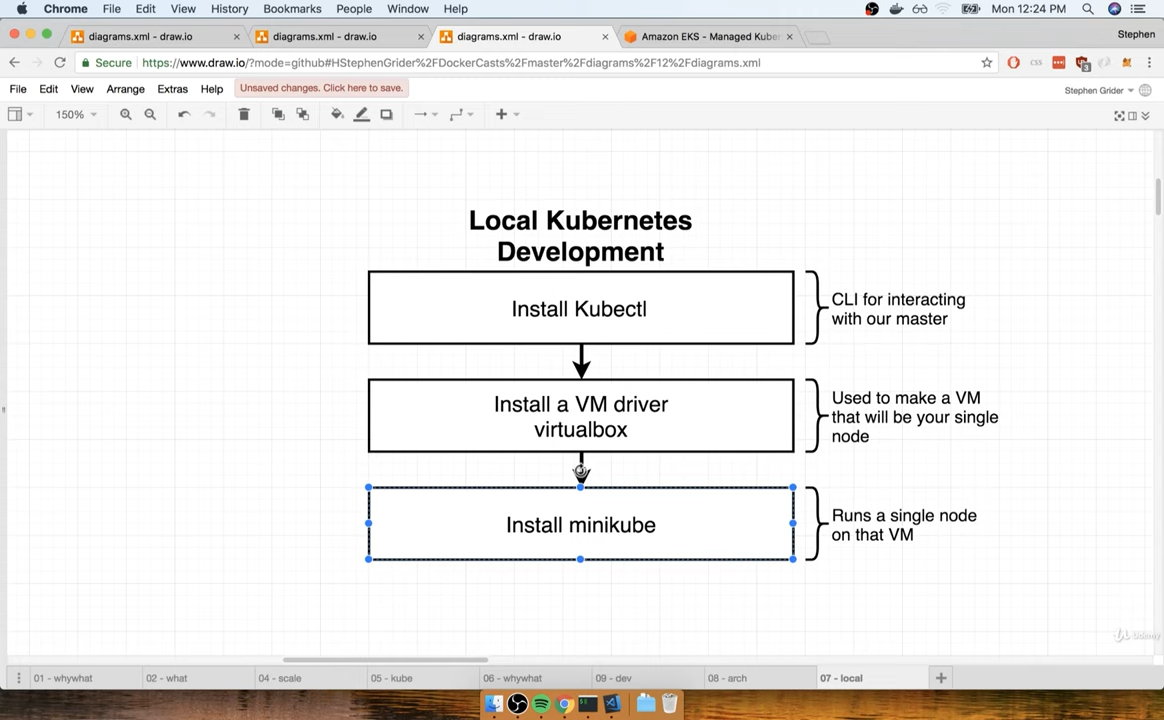 Chrome File Edit View History Bookmarks People Window Help Mon 12:24 PM
diagrams.xml - draw.io diagrams.xml - draw.io diagrams.xml - draw.io Amazon EKS - Managed Kuber Stephen
Secure https://www.draw.io/?mode=github#HStephenGrider%2FDockerCasts%2Fmaster%2Fdiagrams%2F12%2Fdiagrams.xml css 3
File Edit View Arrange Extras Help Unsaved changes. Click here to save. Stephen Grider
150%
Local Kubernetes
Development
Install Kubectl
CLI for interacting
with our master
Install a VM driver
virtualbox
Used to make a VM
that will be your single
node
Install minikube
Runs a single node
on that VM
Udemy
01 - whywhat 02 - what 04 - scale 05 - kube 06 - whywhat 09 - dev 08 - arch 07 - local